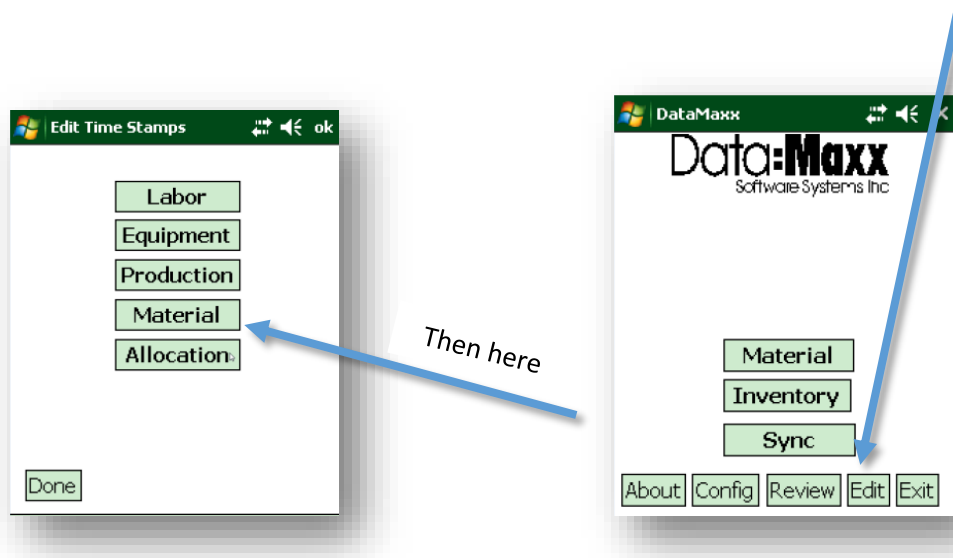 Edit Time Stamps
ok
Labor
Equipment
Production
Material
Allocation
Done
Then here
DataMaxx
Data:Maxx
Software Systems Inc
Material
Inventory
Sync
About Config Review Edit Exit